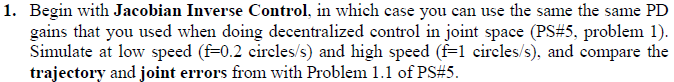 1. Begin with Jacobian Inverse Control, in which case you can use the same the same PD
gains that you used when doing decentralized control in joint space (PS#5, problem 1).
Simulate at low speed (f=0.2 circles/s) and high speed (f=1 circles/s), and compare the
trajectory and joint errors from with Problem 1.1 of PS#5.